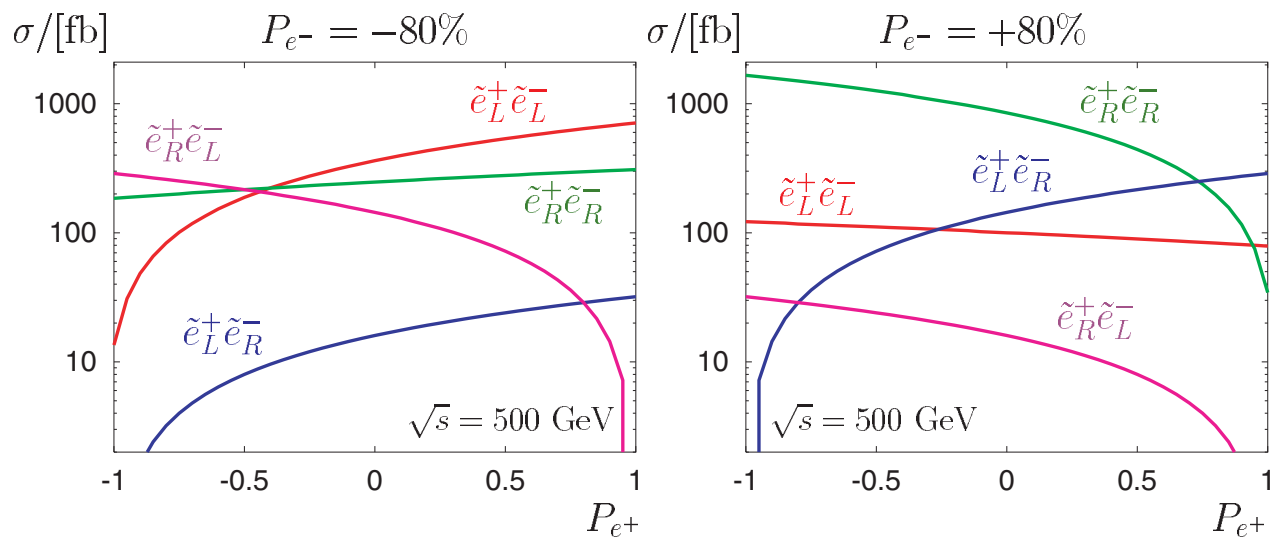 σ/[fb] P_{e-} = −80% σ/[fb] P_{e-} = +80%
1000
100
10
-1 -0.5 0 0.5 1
ẽ_R^+ ẽ_L^-
ẽ_L^+ ẽ_L^-
ẽ_R^+ ẽ_R^-
ẽ_L^+ ẽ_R^-
√s = 500 GeV
P_{e+}
1000
100
10
-1 -0.5 0 0.5 1
ẽ_R^+ ẽ_R^-
ẽ_L^+ ẽ_R^-
ẽ_L^+ ẽ_L^-
ẽ_R^+ ẽ_L^-
√s = 500 GeV
P_{e+}